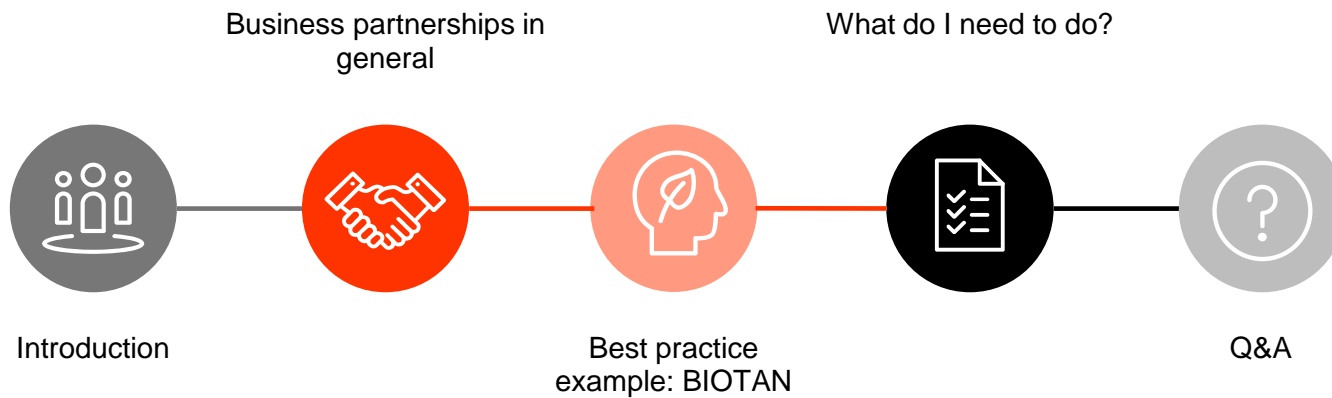 Business partnerships in
general
What do I need to do?
Introduction
Best practice
example: BIOTAN
Q&A